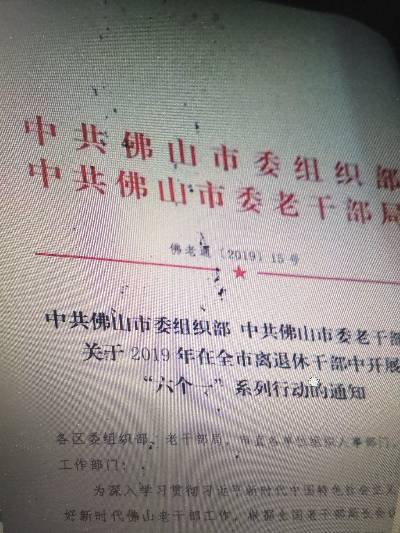 中共佛山市委组织部
中共佛山市委老干部局
佛老通〔2019〕15号
中共佛山市委组织部 中共佛山市委老干部
关于2019年在全市离退休干部中开展
“六个一”系列行动的通知
各区委组织部、老干部局，市直各单位组织人事部门、
工作部门：
为深入学习贯彻习近平新时代中国特色社会主义
好新时代佛山老干部工作，根据全国老干部局长会议